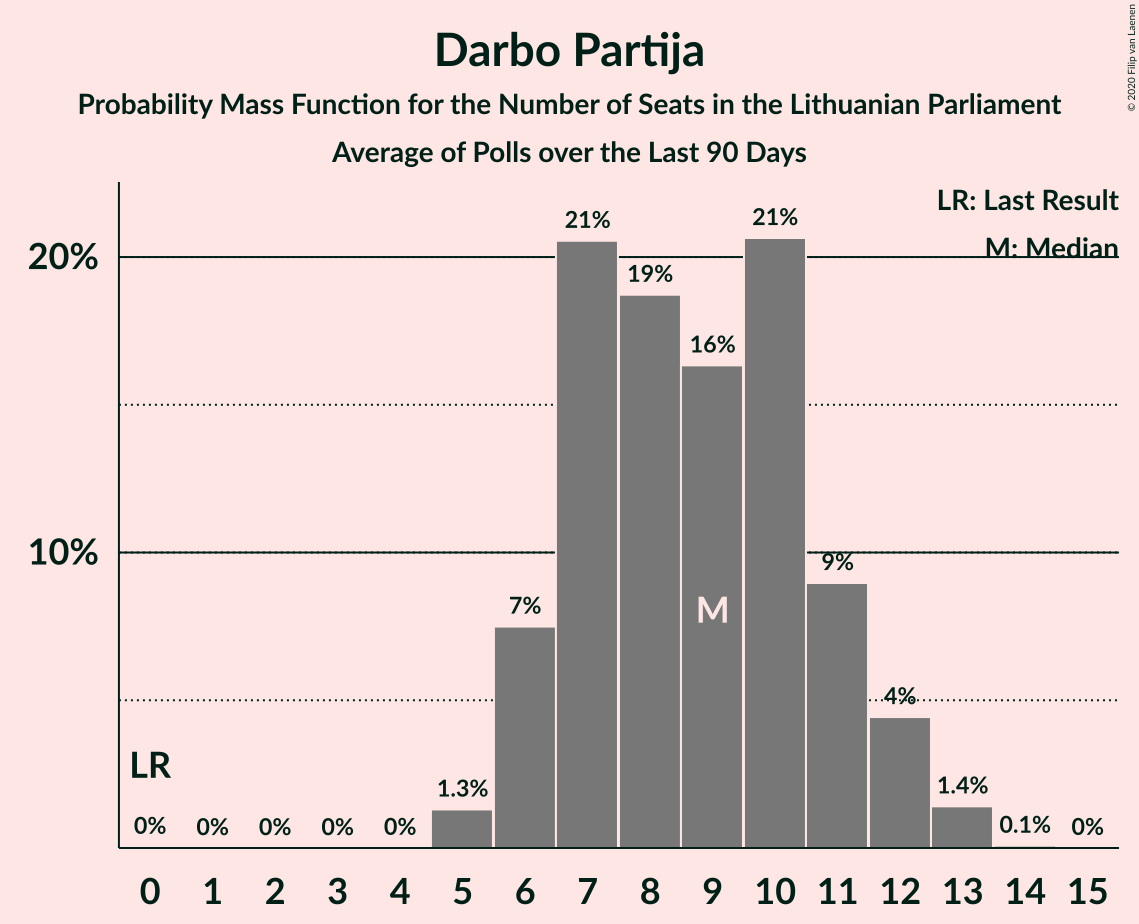 Darbo Partija
Probability Mass Function for the Number of Seats in the Lithuanian Parliament
Average of Polls over the Last 90 Days
© 2020 Filip van Laenen
LR: Last Result
M: Median
20%
10%
21%
19%
16%
21%
9%
7%
4%
1.3%
1.4%
0.1%
0%
0%
0%
0%
0%
0%
LR
M
0 1 2 3 4 5 6 7 8 9 10 11 12 13 14 15